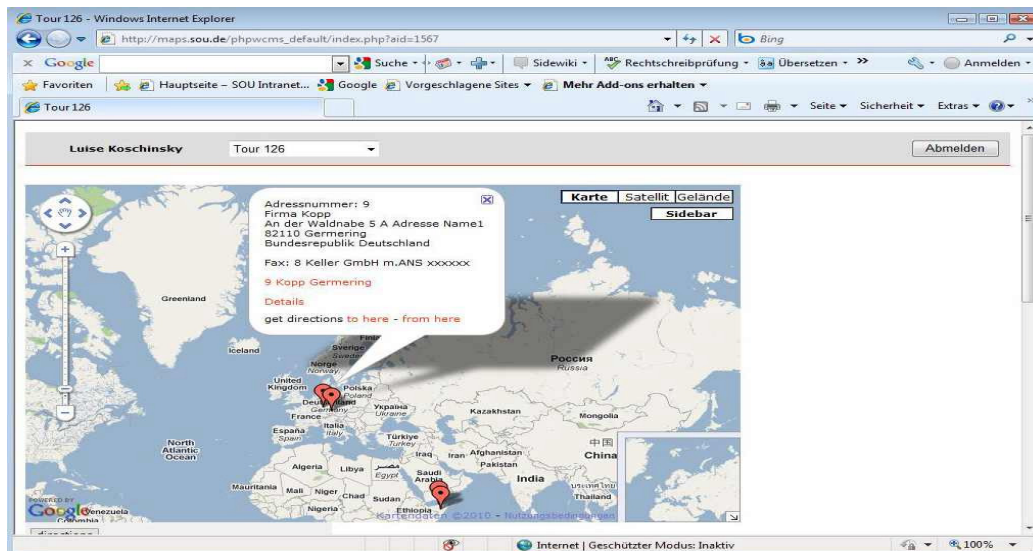 Tour 126 - Windows Internet Explorer
http://maps.sou.de/phpwcms_default/index.php?aid=1567
Bing
Google
Suche
Sidewiki
Rechtschreibprüfung
Übersetzen
Anmelden
Favoriten
Hauptseite – SOU Intranet...
Google
Vorgeschlagene Sites
Mehr Add-ons erhalten
Tour 126
Seite
Sicherheit
Extras
Luise Koschinsky
Tour 126
Abmelden
Karte
Satellit
Gelände
Sidebar
Adressnummer: 9
Firma Kopp
An der Waldnabe 5 A Adresse Name1
82110 Germering
Bundesrepublik Deutschland
Fax: 8 Keller GmbH m.ANS xxxxxx
9 Kopp Germering
Details
get directions to here - from here
Greenland
Iceland
Sverige
Sweden
Norge
Norway
Россия
Russia
United
Kingdom
Polska
Poland
Germany
France
Україна
Ukraine
Kazakhstan
Mongolia
España
Spain
Italia
Italy
Türkiye
Turkey
中国
China
North
Atlantic
Ocean
Iraq
Iran
Afghanistan
Pakistan
Algeria
Libya
مصر
Egypt
Saudi
Arabia
India
Thailand
Mauritania
Mali
Niger
Chad
Sudan
Nigeria
Ethiopia
POWERED BY
Google
Venezuela
Colombia
Kartendaten ©2010 - Nutzungsbedingungen
directions
Internet | Geschützter Modus: Inaktiv
100%